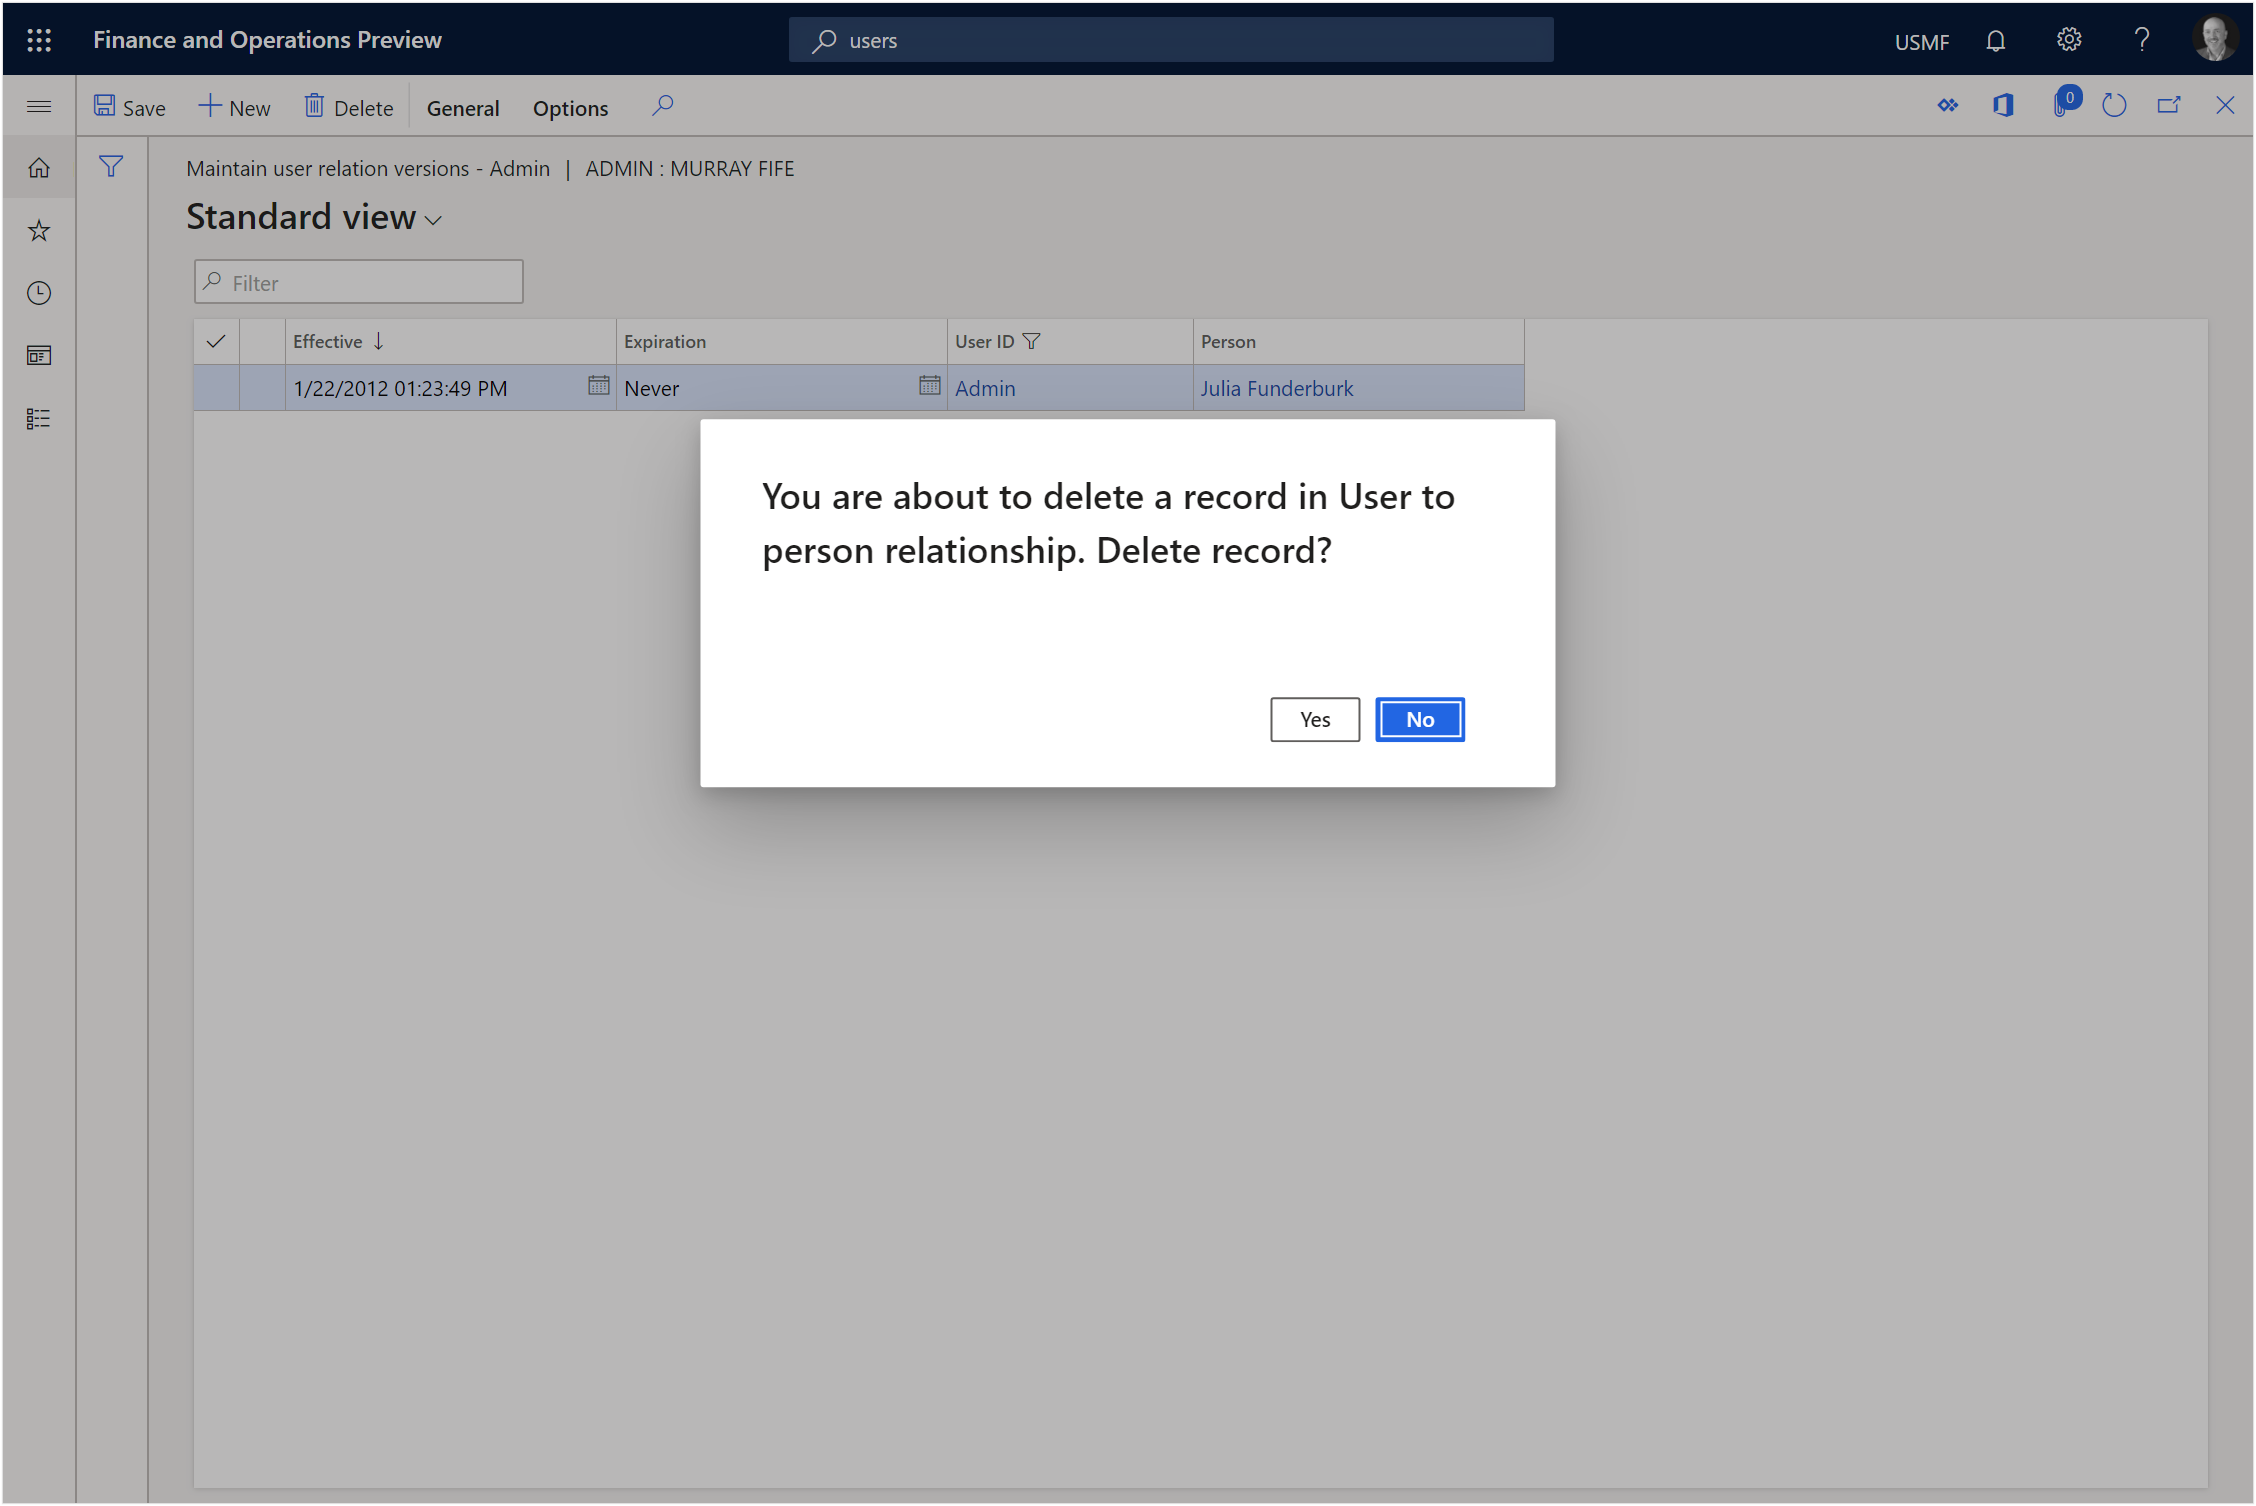 Finance and Operations Preview
users
USMF
Save
New
Delete
General
Options
0
Maintain user relation versions - Admin | ADMIN : MURRAY FIFE
Standard view
Filter
Effective Expiration User ID Person
1/22/2012 01:23:49 PM Never Admin Julia Funderburk
You are about to delete a record in User to
person relationship. Delete record?
Yes
No